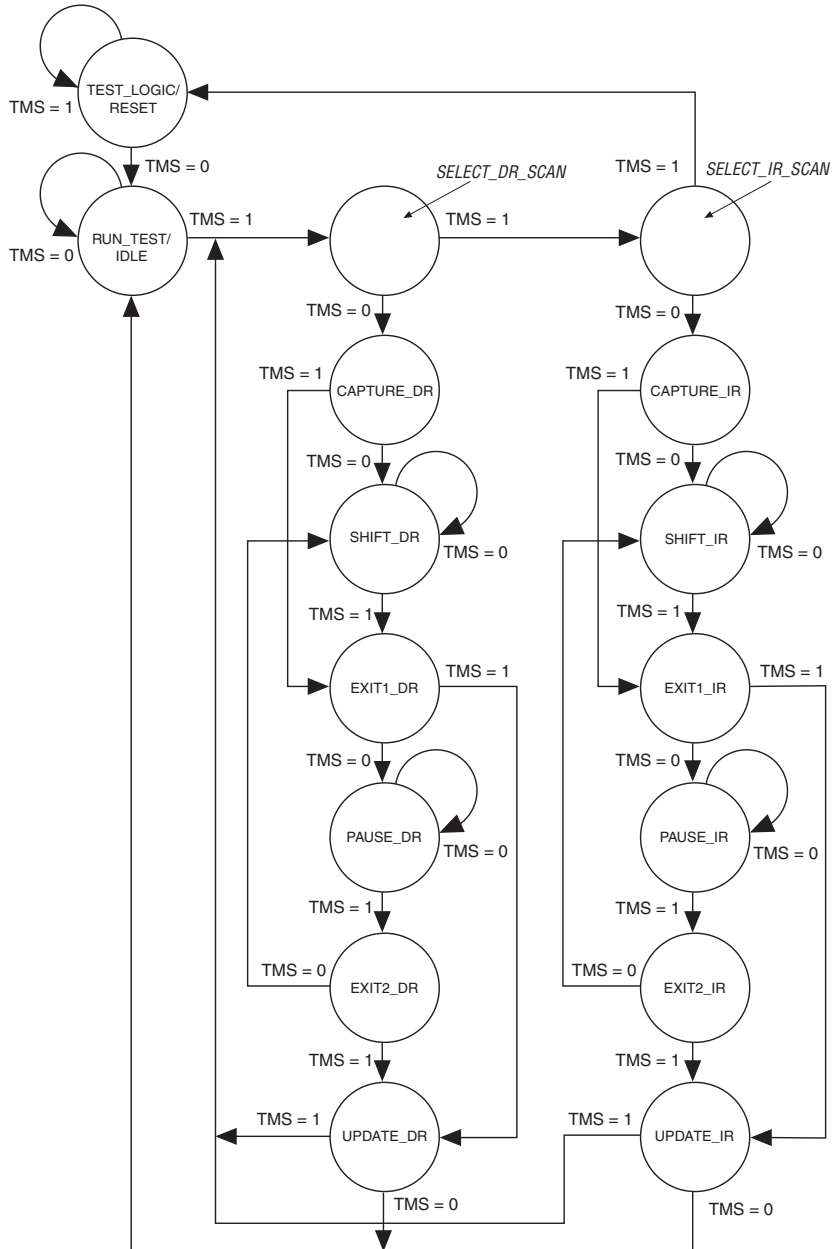 TEST_LOGIC/
RESET
TMS = 1
TMS = 0
SELECT_DR_SCAN
TMS = 1
SELECT_IR_SCAN
RUN_TEST/
IDLE
TMS = 0
TMS = 1
TMS = 1
TMS = 0
TMS = 0
TMS = 1
CAPTURE_DR
TMS = 1
CAPTURE_IR
TMS = 0
TMS = 0
SHIFT_DR
TMS = 0
SHIFT_IR
TMS = 0
TMS = 1
TMS = 1
EXIT1_DR
TMS = 1
EXIT1_IR
TMS = 1
TMS = 0
TMS = 0
PAUSE_DR
TMS = 0
PAUSE_IR
TMS = 0
TMS = 1
TMS = 1
TMS = 0
EXIT2_DR
TMS = 0
EXIT2_IR
TMS = 1
TMS = 1
TMS = 1
UPDATE_DR
TMS = 1
UPDATE_IR
TMS = 0
TMS = 0